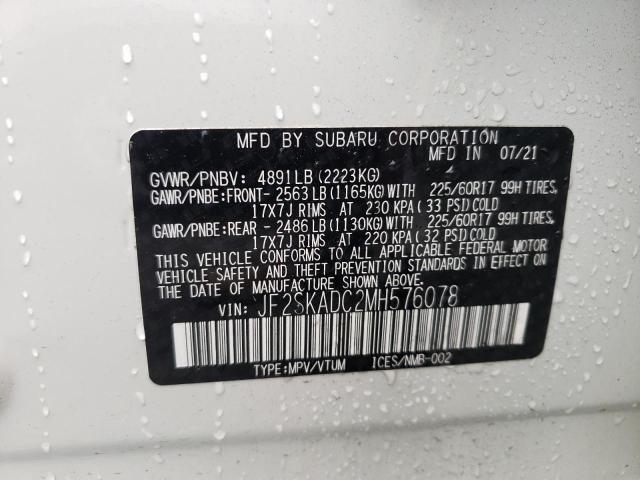 MFD BY SUBARU CORPORATION
MFD IN 07/21
GVWR/PNBV: 4891LB (2223KG)
GAWR/PNBE:FRONT- 2563LB (1165KG)WITH 225/60R17 99H TIRES,
17X7J RIMS AT 230 KPA (33 PSI)COLD
GAWR/PNBE:REAR - 2486LB (1130KG)WITH 225/60R17 99H TIRES,
17X7J RIMS AT 220 KPA (32 PSI)COLD
THIS VEHICLE CONFORMS TO ALL APPLICABLE FEDERAL MOTOR
VEHICLE SAFETY AND THEFT PREVENTION STANDARDS IN EFFECT ON
THE DATE OF MANUFACTURE SHOWN ABOVE.
VIN: JF2SKADC2MH576078
TYPE:MPV/VTUM ICES/NMB-002